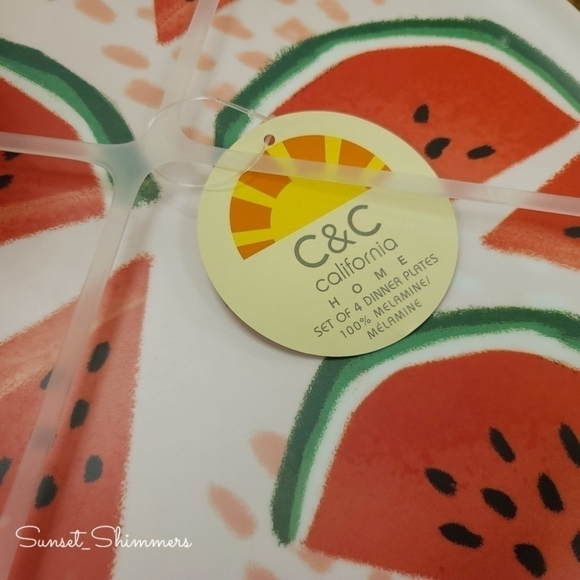 C&C
california
HOME
SET OF 4 DINNER PLATES
100% MELAMINE/
MÉLAMINE
Sunset_Shimmers